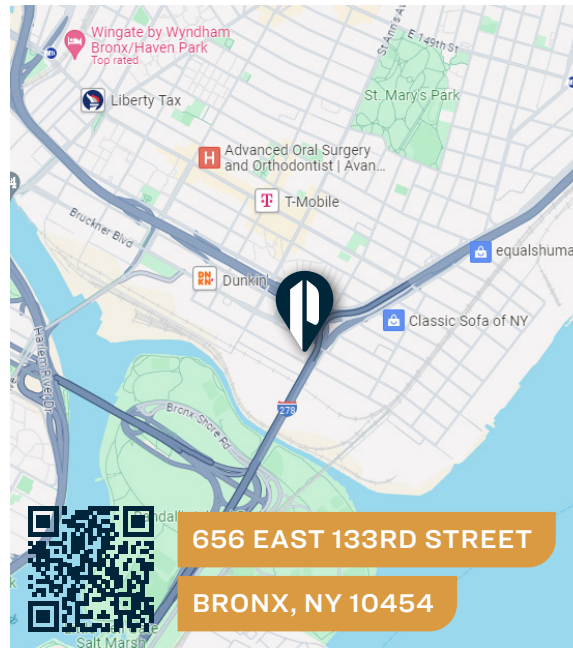 Wingate by Wyndham
Bronx/Haven Park
Top rated
St Ann's Av
E 149th St
Liberty Tax
St. Mary's Park
Advanced Oral Surgery
and Orthodontist | Avan...
T-Mobile
Bruckner Blvd
equalshuma
Dunkin'
Classic Sofa of NY
Harlem River Dr
278
Bronx Shore Rd
656 EAST 133RD STREET
BRONX, NY 10454
Salt Marsh